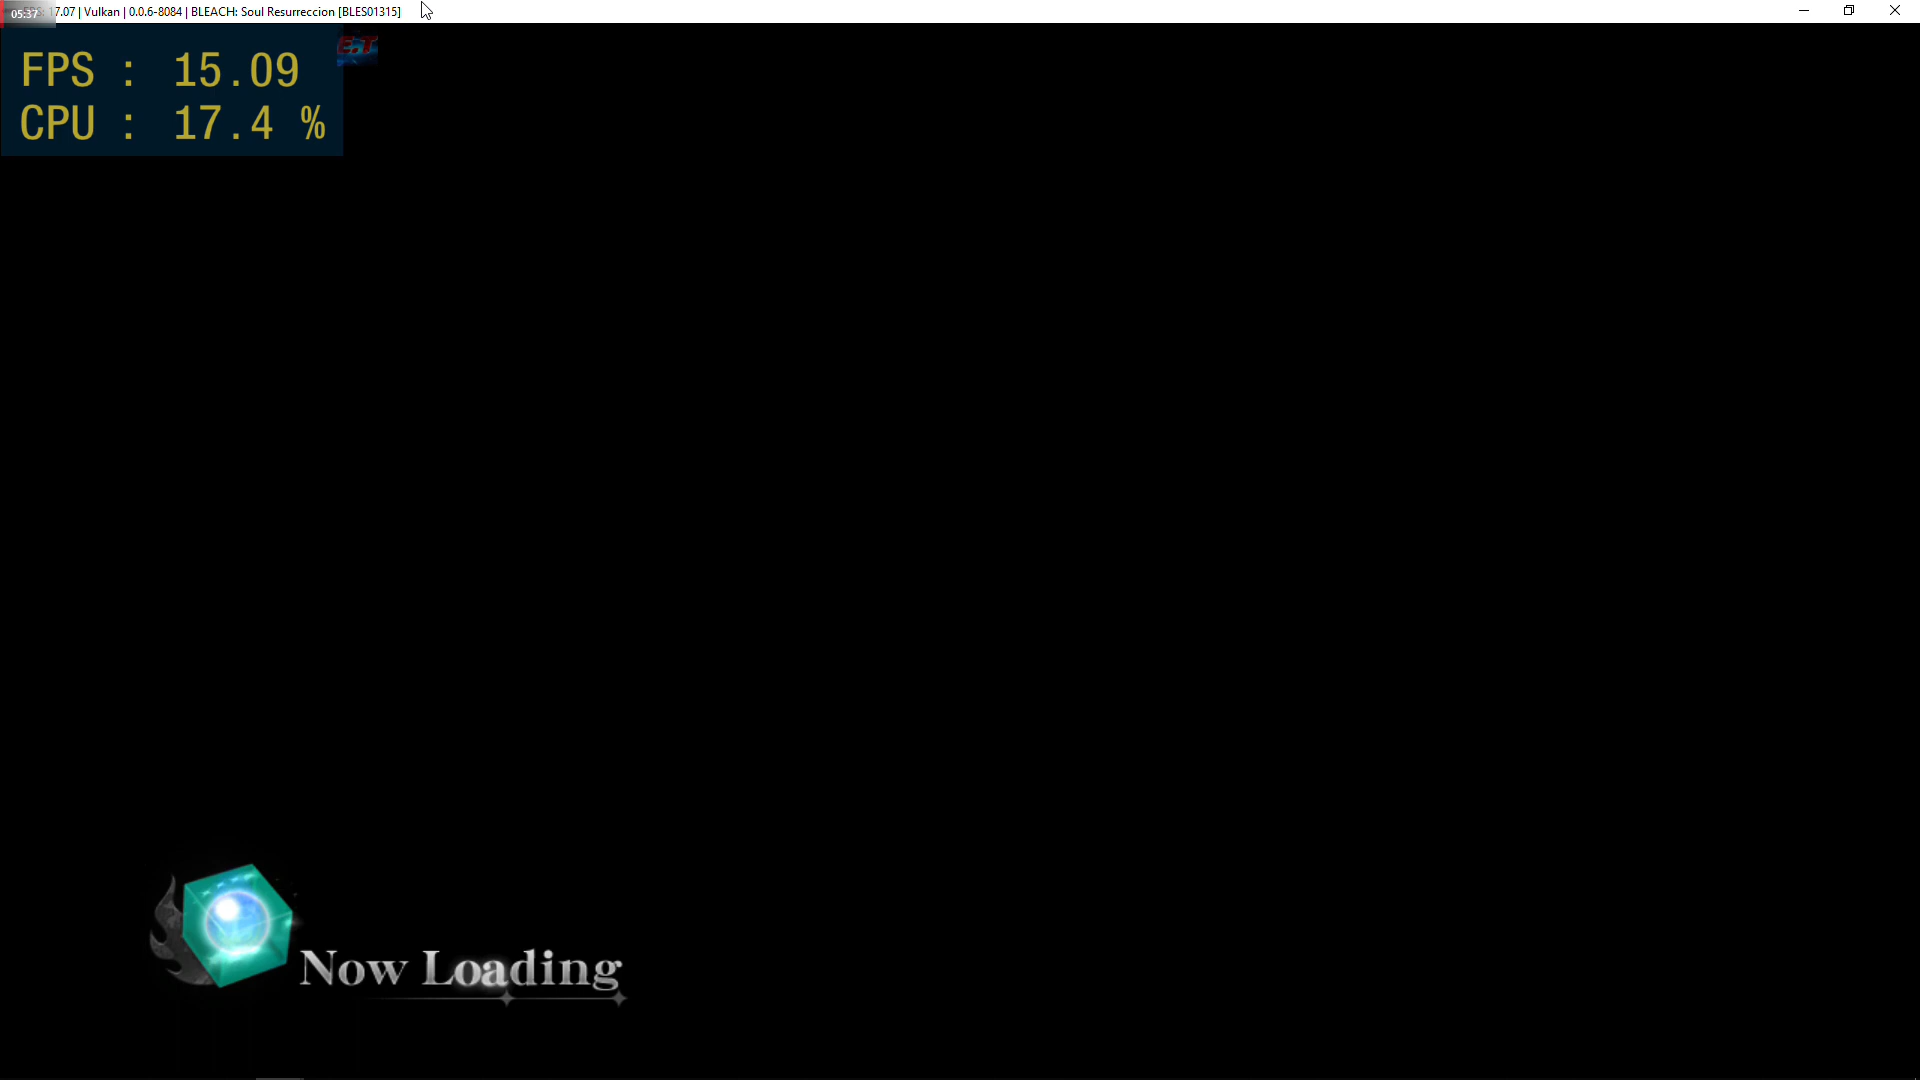 05:37 17.07 | Vulkan | 0.0.6-8084 | BLEACH: Soul Resurreccion [BLES01315]
E.T
FPS : 15.09
CPU : 17.4 %
Now Loading